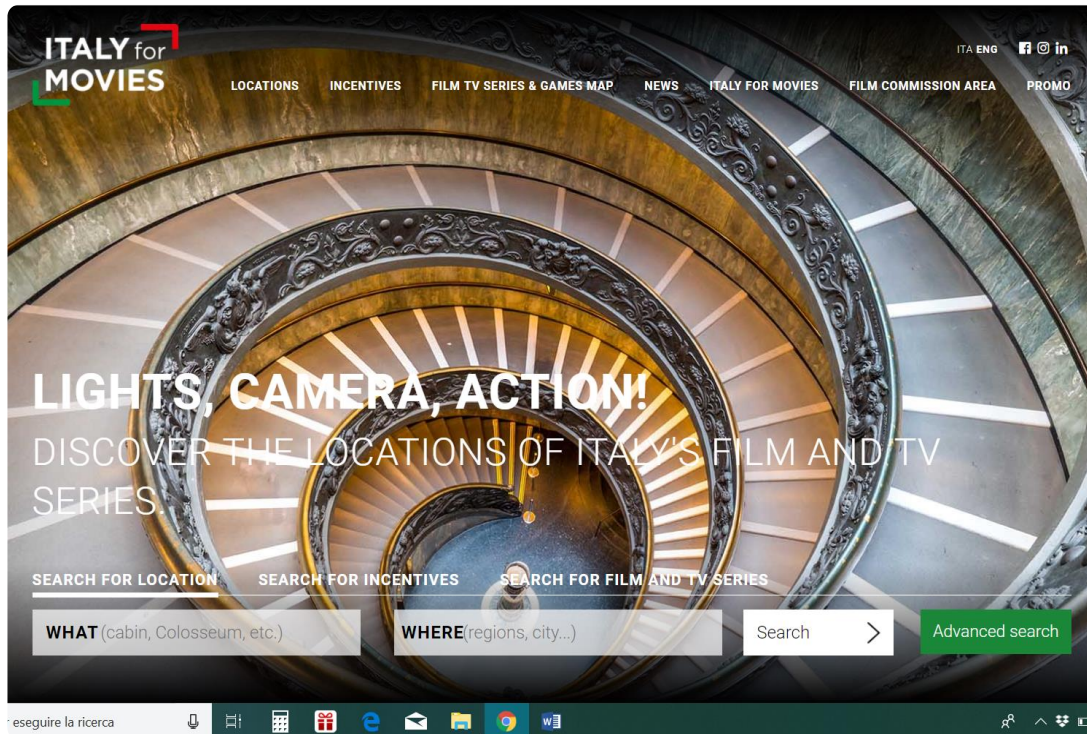 ITALY for
MOVIES
ITA ENG
LOCATIONS INCENTIVES FILM TV SERIES & GAMES MAP NEWS ITALY FOR MOVIES FILM COMMISSION AREA PROMO
LIGHTS, CAMERA, ACTION!
DISCOVER THE LOCATIONS OF ITALY'S FILM AND TV
SERIES.
SEARCH FOR LOCATION SEARCH FOR INCENTIVES SEARCH FOR FILM AND TV SERIES
WHAT (cabin, Colosseum, etc.) WHERE(regions, city...) Search Advanced search
eseguire la ricerca